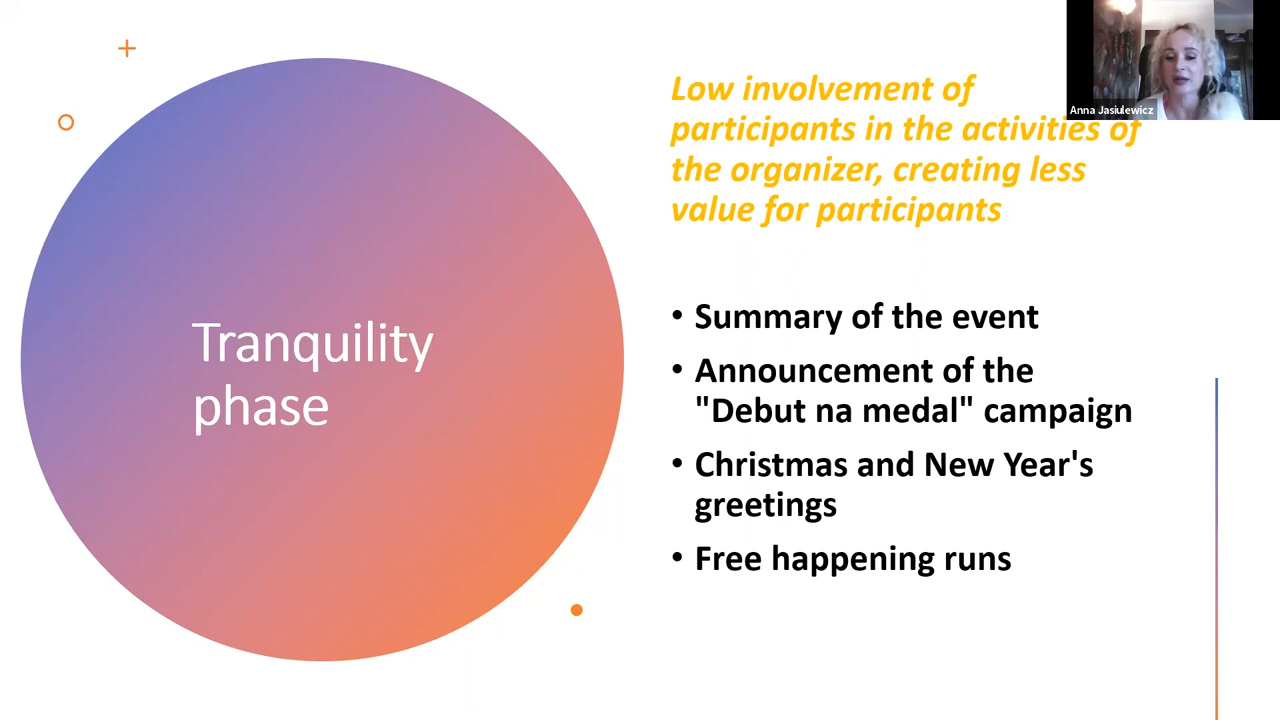 Tranquility
phase
Low involvement of
participants in the activities of
the organizer, creating less
value for participants
• Summary of the event
• Announcement of the
"Debut na medal" campaign
• Christmas and New Year's
greetings
• Free happening runs
Anna Jasiulewicz